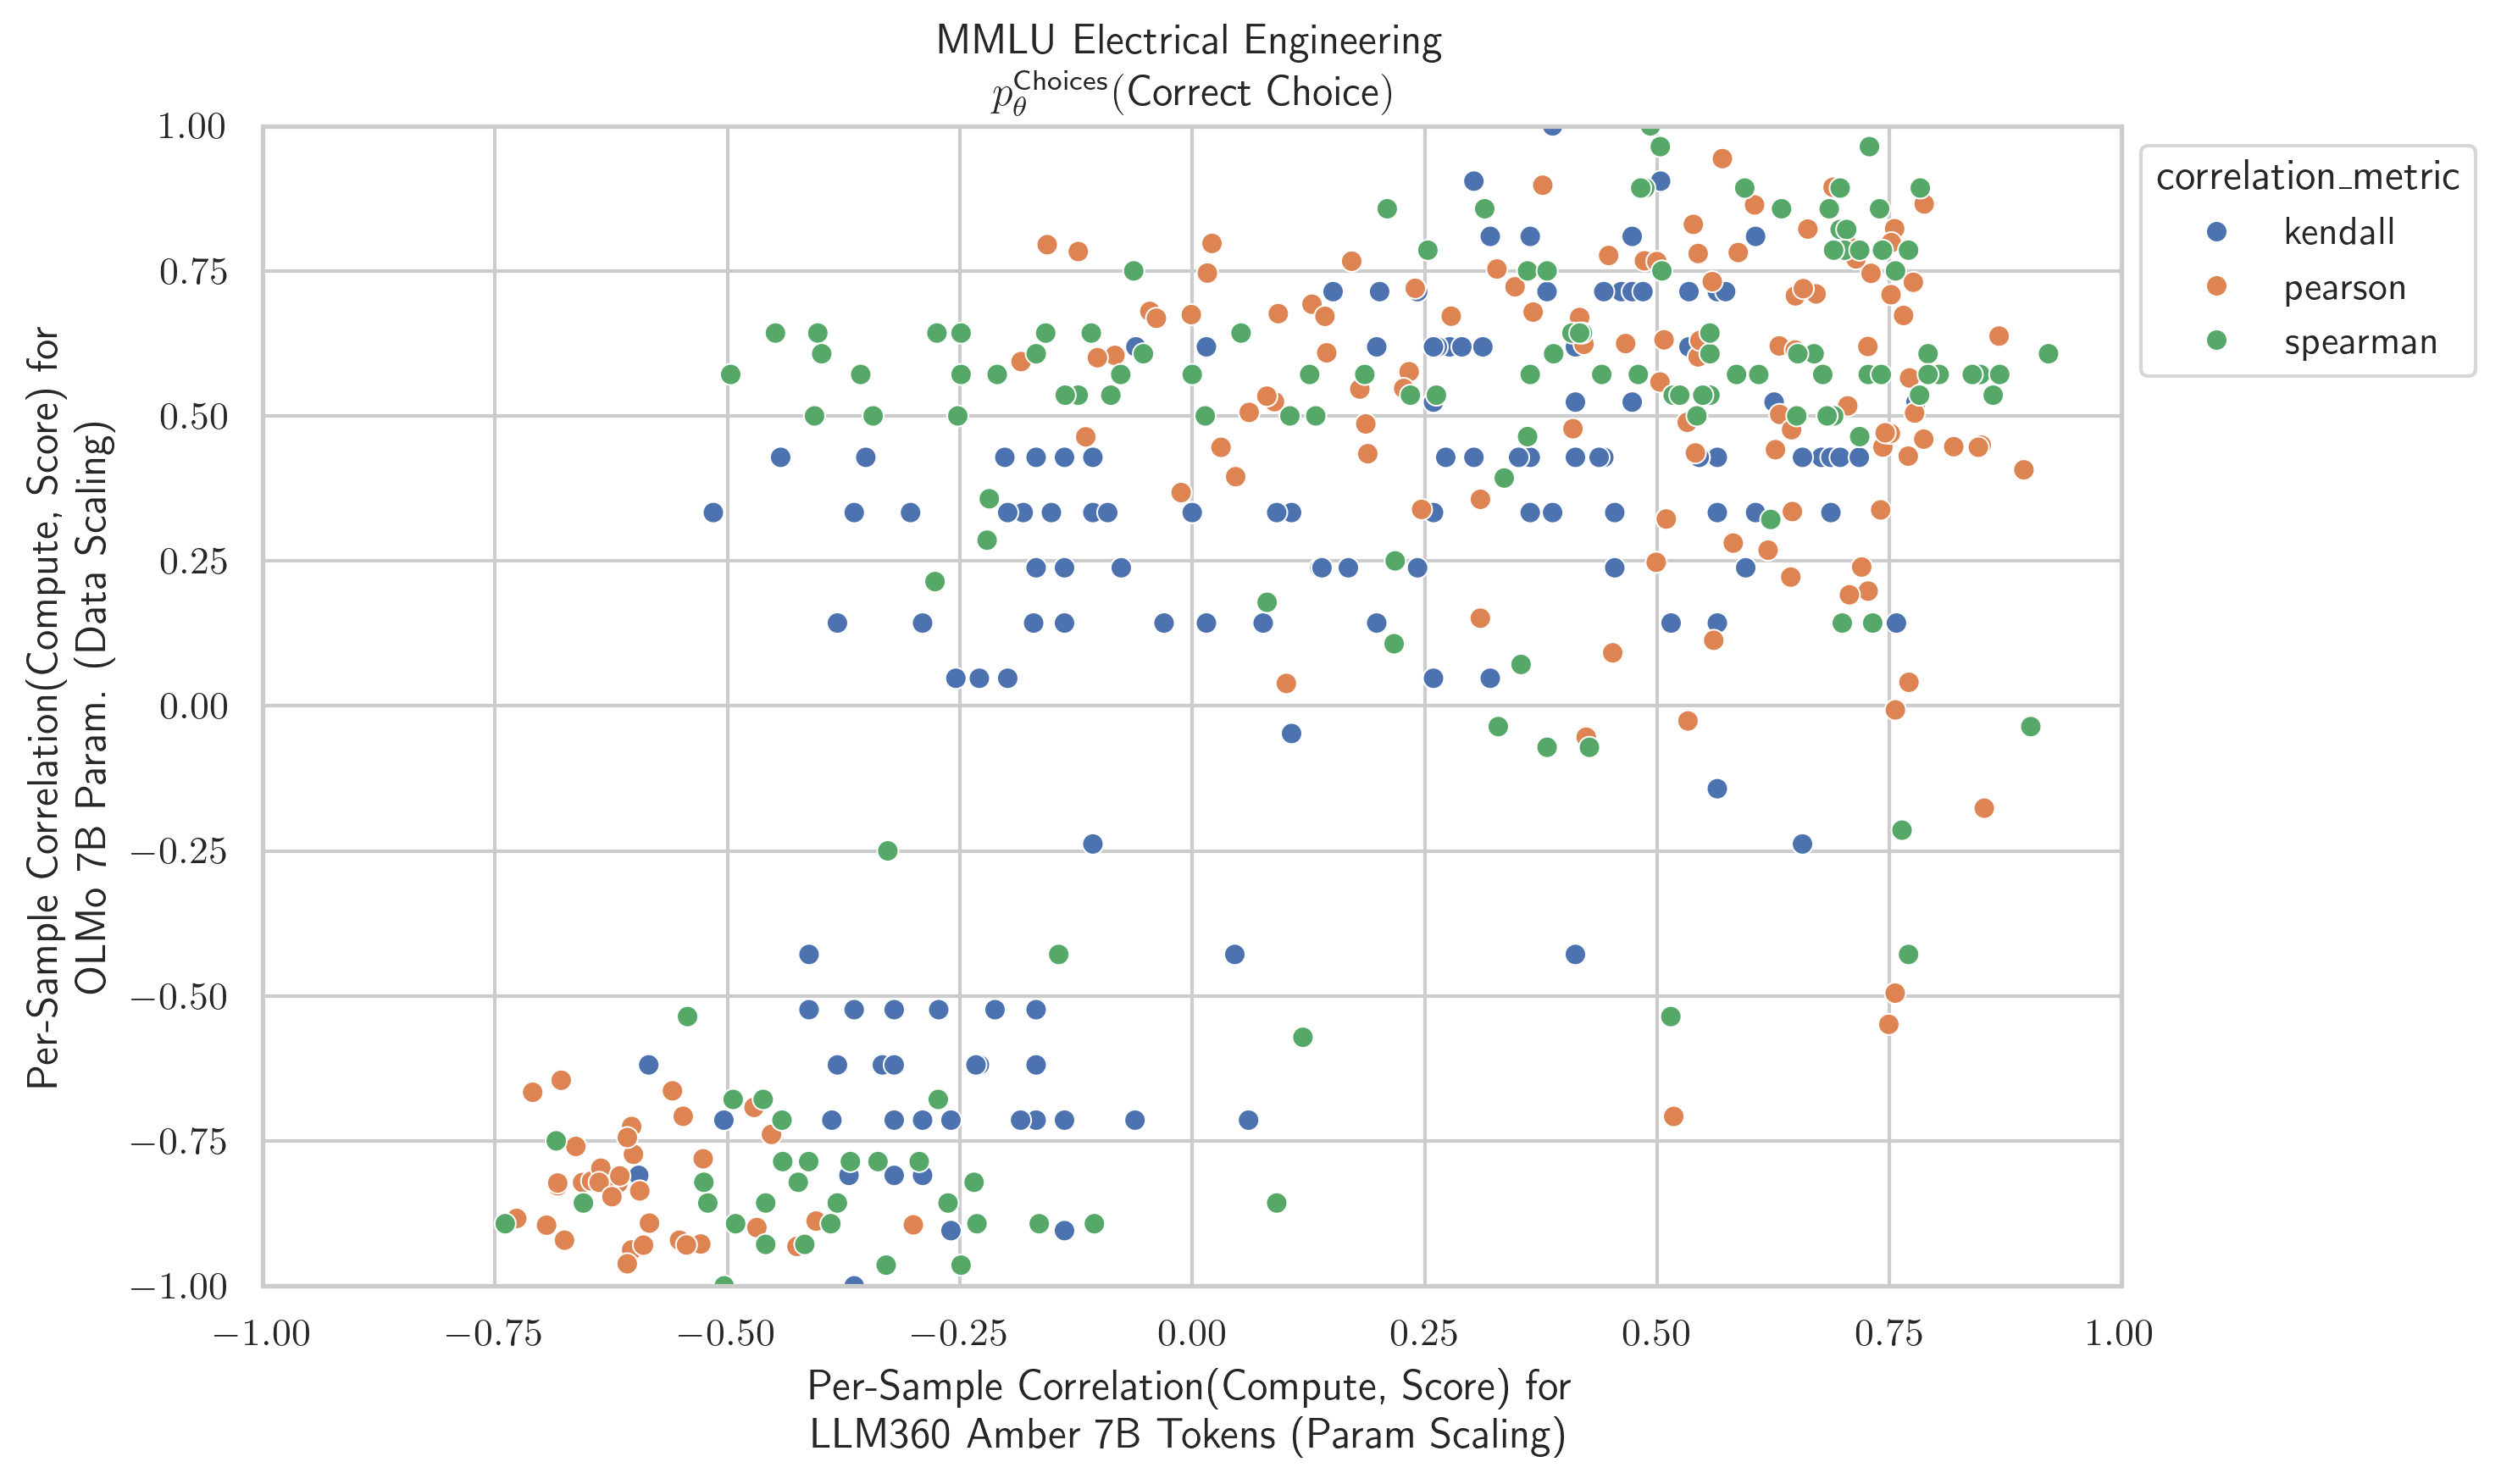 MMLU Electrical Engineering
$p_\theta^{\text{Choices}}$(Correct Choice)
Per-Sample Correlation(Compute, Score) for
OLMo 7B Param. (Data Scaling)
1.00
0.75
0.50
0.25
0.00
−0.25
−0.50
−0.75
−1.00
−1.00 −0.75 −0.50 −0.25 0.00 0.25 0.50 0.75 1.00
Per-Sample Correlation(Compute, Score) for
LLM360 Amber 7B Tokens (Param Scaling)
correlation_metric
kendall
pearson
spearman